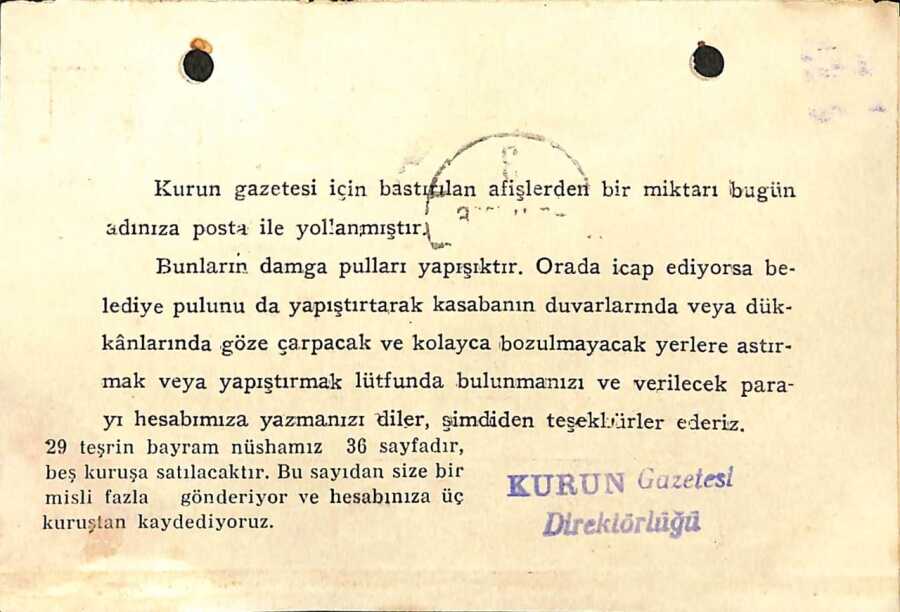 Kurun gazetesi için bastırılan afişlerden bir miktarı bugün
adınıza posta ile yollanmıştır.
Bunların damga pulları yapışıktır. Orada icap ediyorsa be-
lediye pulunu da yapıştırtarak kasabanın duvarlarında veya dük-
kânlarında göze çarpacak ve kolayca bozulmayacak yerlere astır-
mak veya yapıştırmak lütfunda bulunmanızı ve verilecek para-
yı hesabımıza yazmanızı diler, şimdiden teşekkürler ederiz.
29 teşrin bayram nüshamız 36 sayfadır,
beş kuruşa satılacaktır. Bu sayıdan size bir
misli fazla gönderiyor ve hesabınıza üç
kuruştan kaydediyoruz.
KURUN Gazetesi
Direktörlüğü